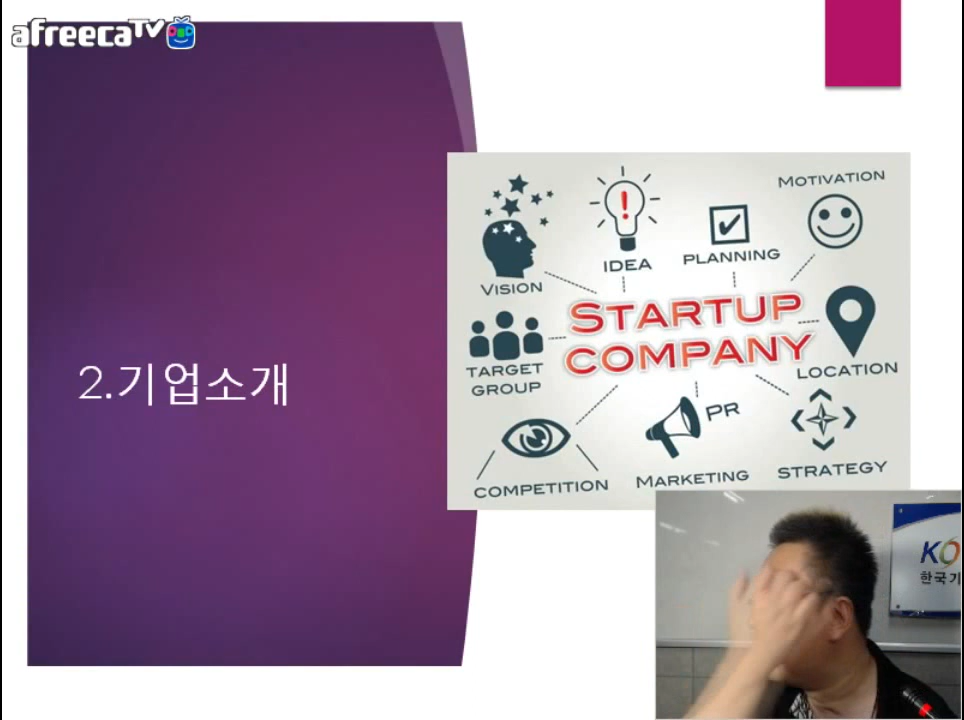 afreecaTV
2.기업소개
MOTIVATION
IDEA
PLANNING
VISION
STARTUP
COMPANY
TARGET
GROUP
LOCATION
PR
COMPETITION
MARKETING
STRATEGY
한국기